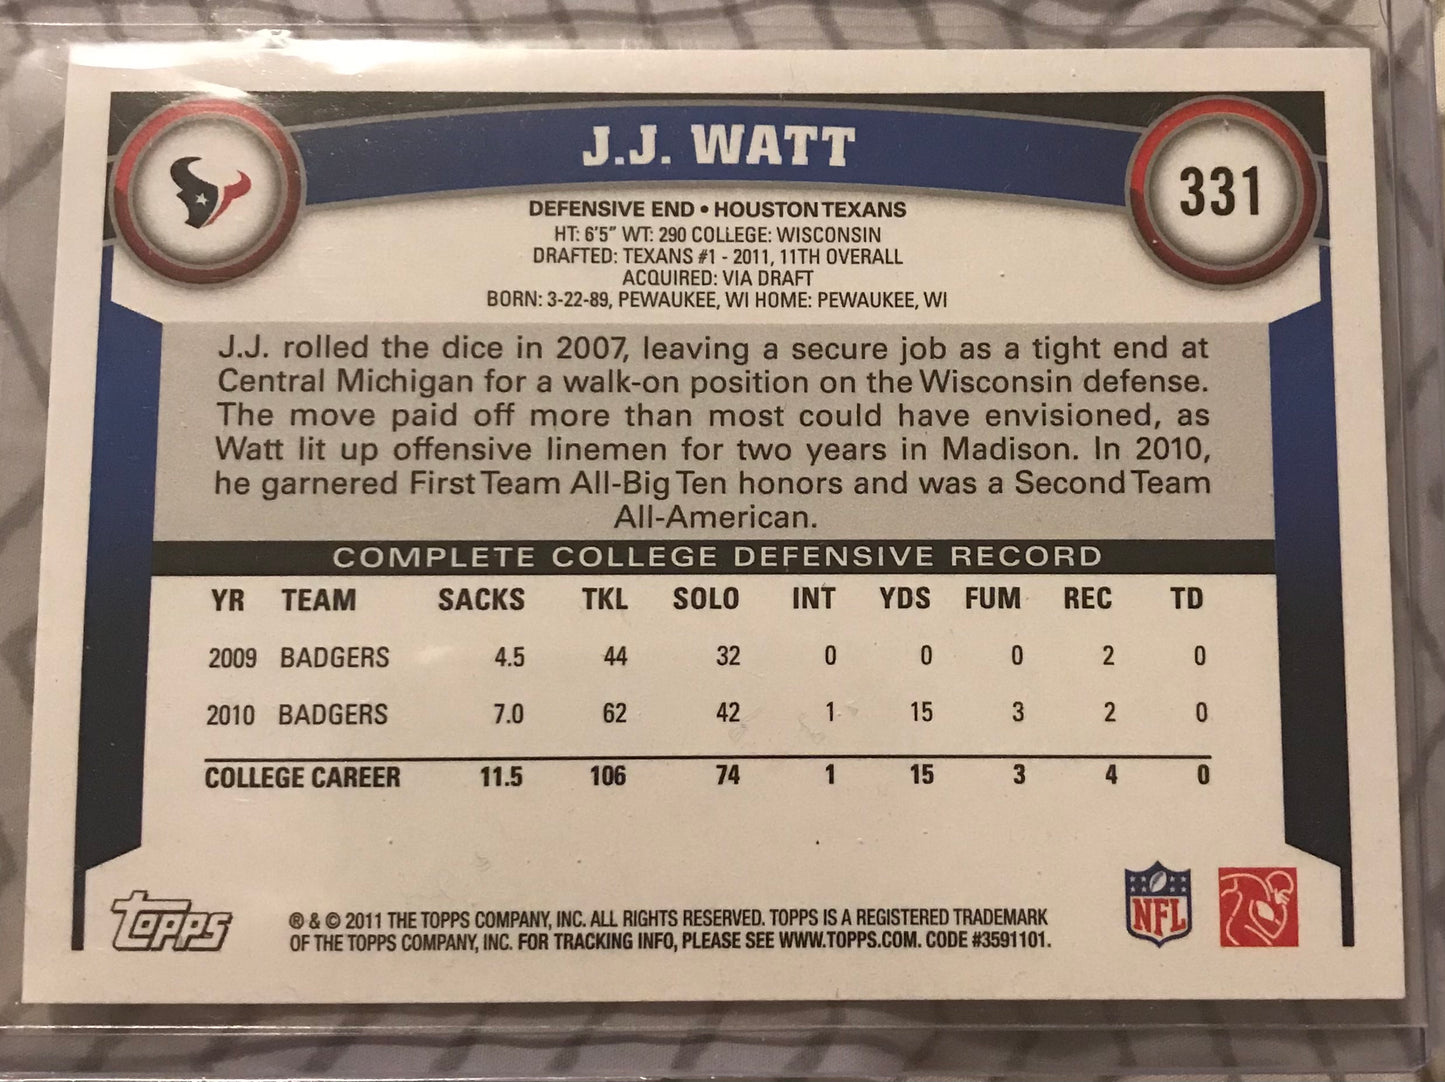 J.J. WATT
331
DEFENSIVE END • HOUSTON TEXANS
HT: 6'5" WT: 290 COLLEGE: WISCONSIN
DRAFTED: TEXANS #1 - 2011, 11TH OVERALL
ACQUIRED: VIA DRAFT
BORN: 3-22-89, PEWAUKEE, WI HOME: PEWAUKEE, WI
J.J. rolled the dice in 2007, leaving a secure job as a tight end at
Central Michigan for a walk-on position on the Wisconsin defense.
The move paid off more than most could have envisioned, as
Watt lit up offensive linemen for two years in Madison. In 2010,
he garnered First Team All-Big Ten honors and was a Second Team
All-American.
COMPLETE COLLEGE DEFENSIVE RECORD
YR TEAM SACKS TKL SOLO INT YDS FUM REC TD
2009 BADGERS 4.5 44 32 0 0 0 2 0
2010 BADGERS 7.0 62 42 1 15 3 2 0
COLLEGE CAREER 11.5 106 74 1 15 3 4 0
TOPPS
® & © 2011 THE TOPPS COMPANY, INC. ALL RIGHTS RESERVED. TOPPS IS A REGISTERED TRADEMARK
OF THE TOPPS COMPANY, INC. FOR TRACKING INFO, PLEASE SEE WWW.TOPPS.COM. CODE #3591101.
NFL